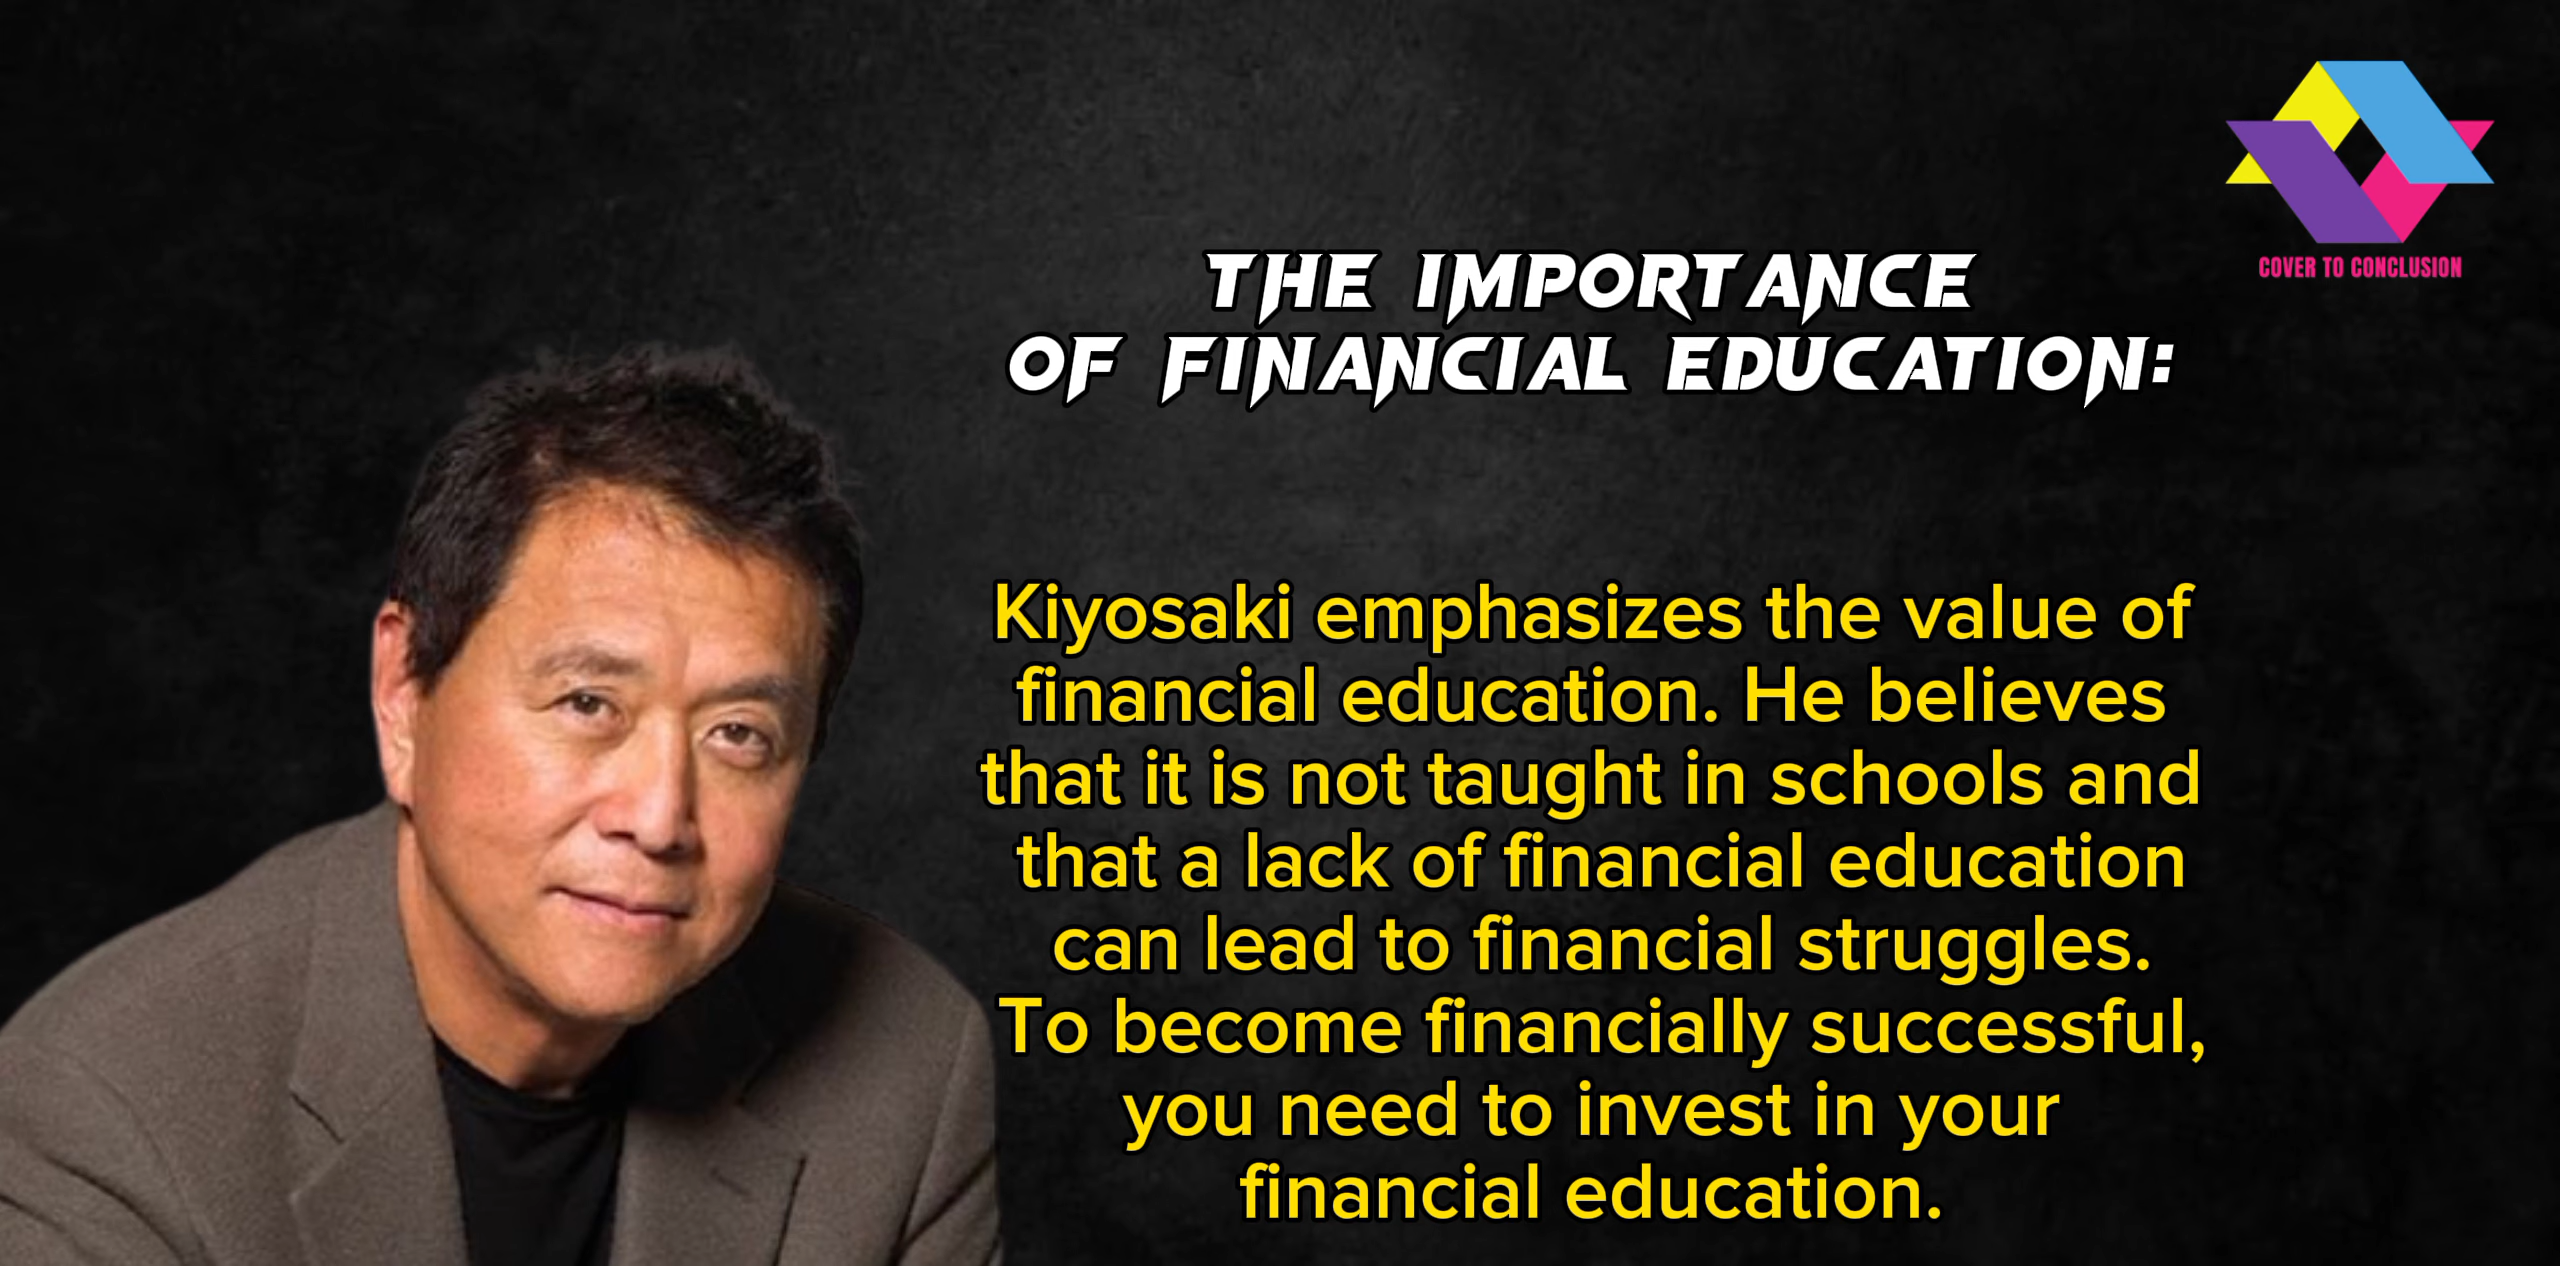 COVER TO CONCLUSION
THE IMPORTANCE
OF FINANCIAL EDUCATION:
Kiyosaki emphasizes the value of
financial education. He believes
that it is not taught in schools and
that a lack of financial education
can lead to financial struggles.
To become financially successful,
you need to invest in your
financial education.